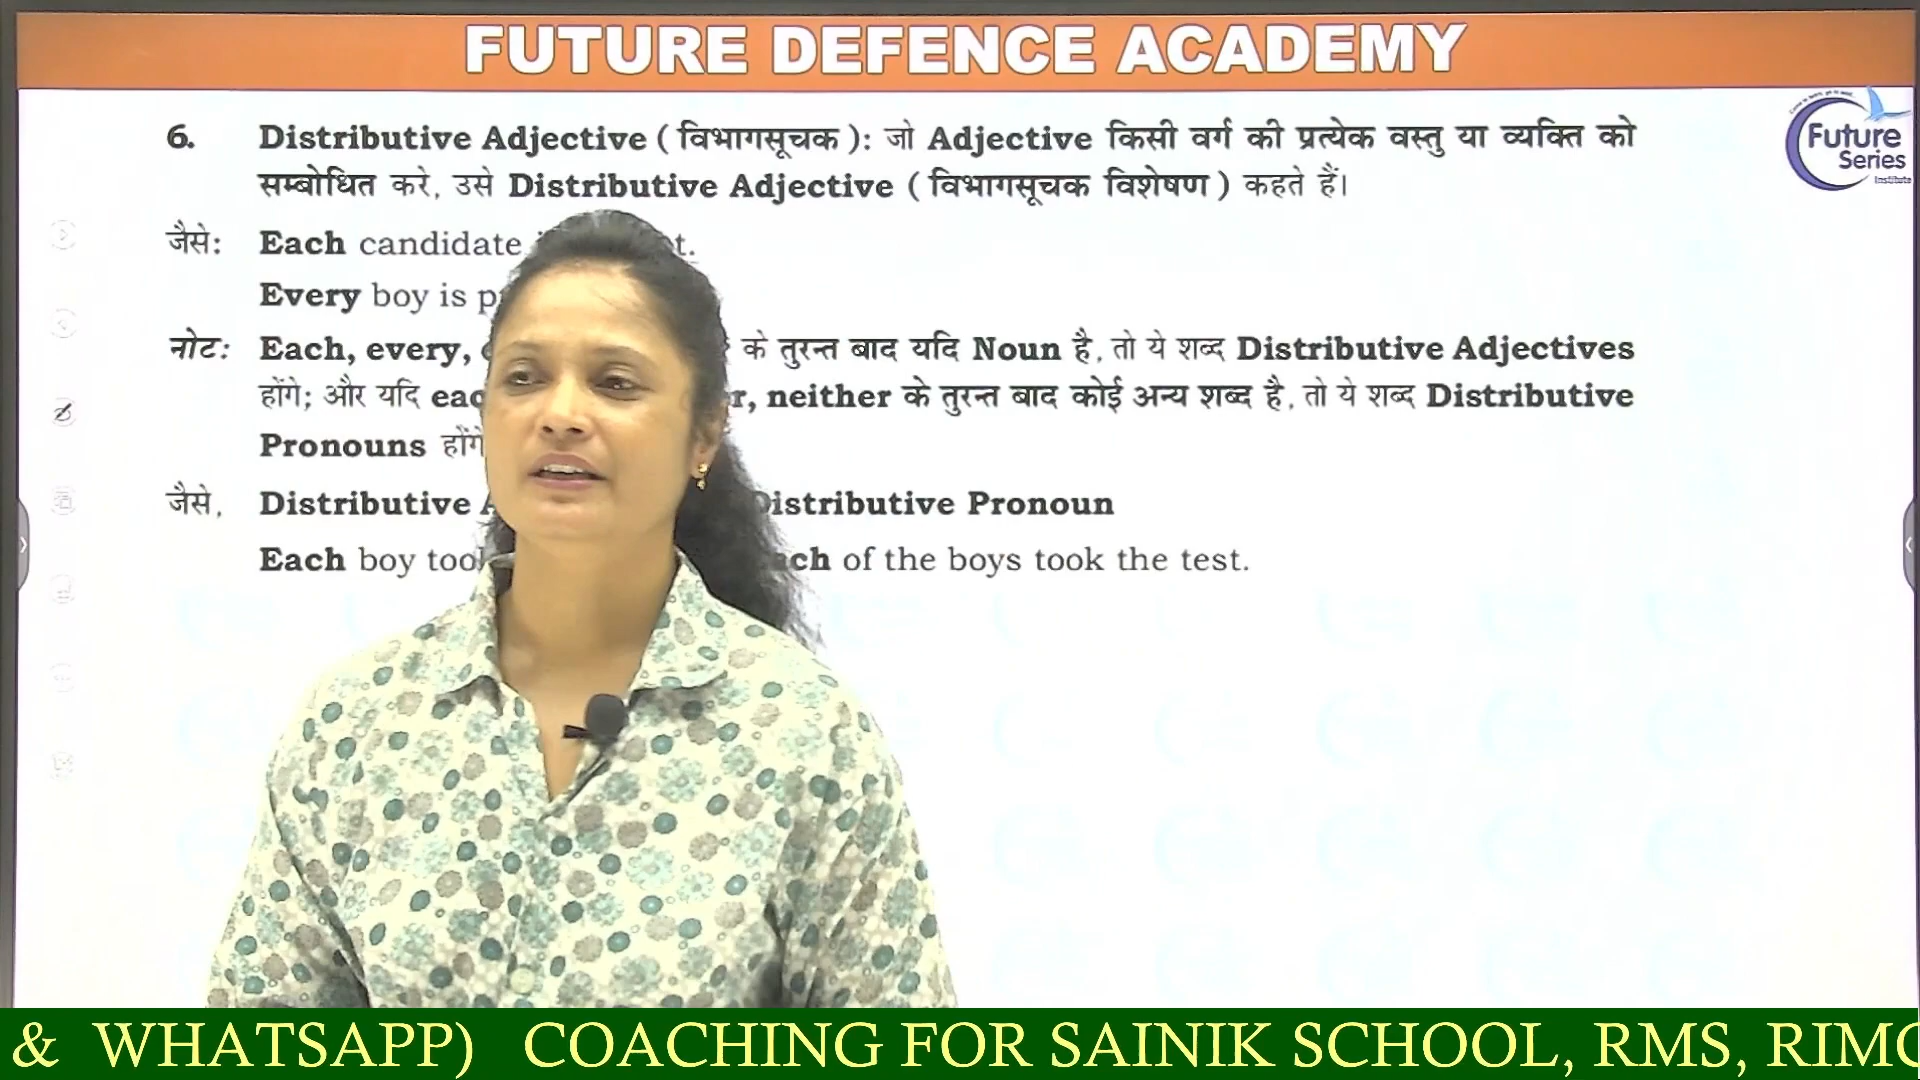 FUTURE DEFENCE ACADEMY
Future
Series
Institute
6. Distributive Adjective ( विभागसूचक ): जो Adjective किसी वर्ग की प्रत्येक वस्तु या व्यक्ति को
सम्बोधित करे, उसे Distributive Adjective ( विभागसूचक विशेषण ) कहते हैं।
जैसे: Each candidate
Every boy is
नोट: Each, every, के तुरन्त बाद यदि Noun है, तो ये शब्द Distributive Adjectives
होंगे; और यदि neither के तुरन्त बाद कोई अन्य शब्द है, तो ये शब्द Distributive
Pronouns
जैसे, Distributive Distributive Pronoun
Each boy of the boys took the test.
& WHATSAPP) COACHING FOR SAINIK SCHOOL, RMS, RIMC